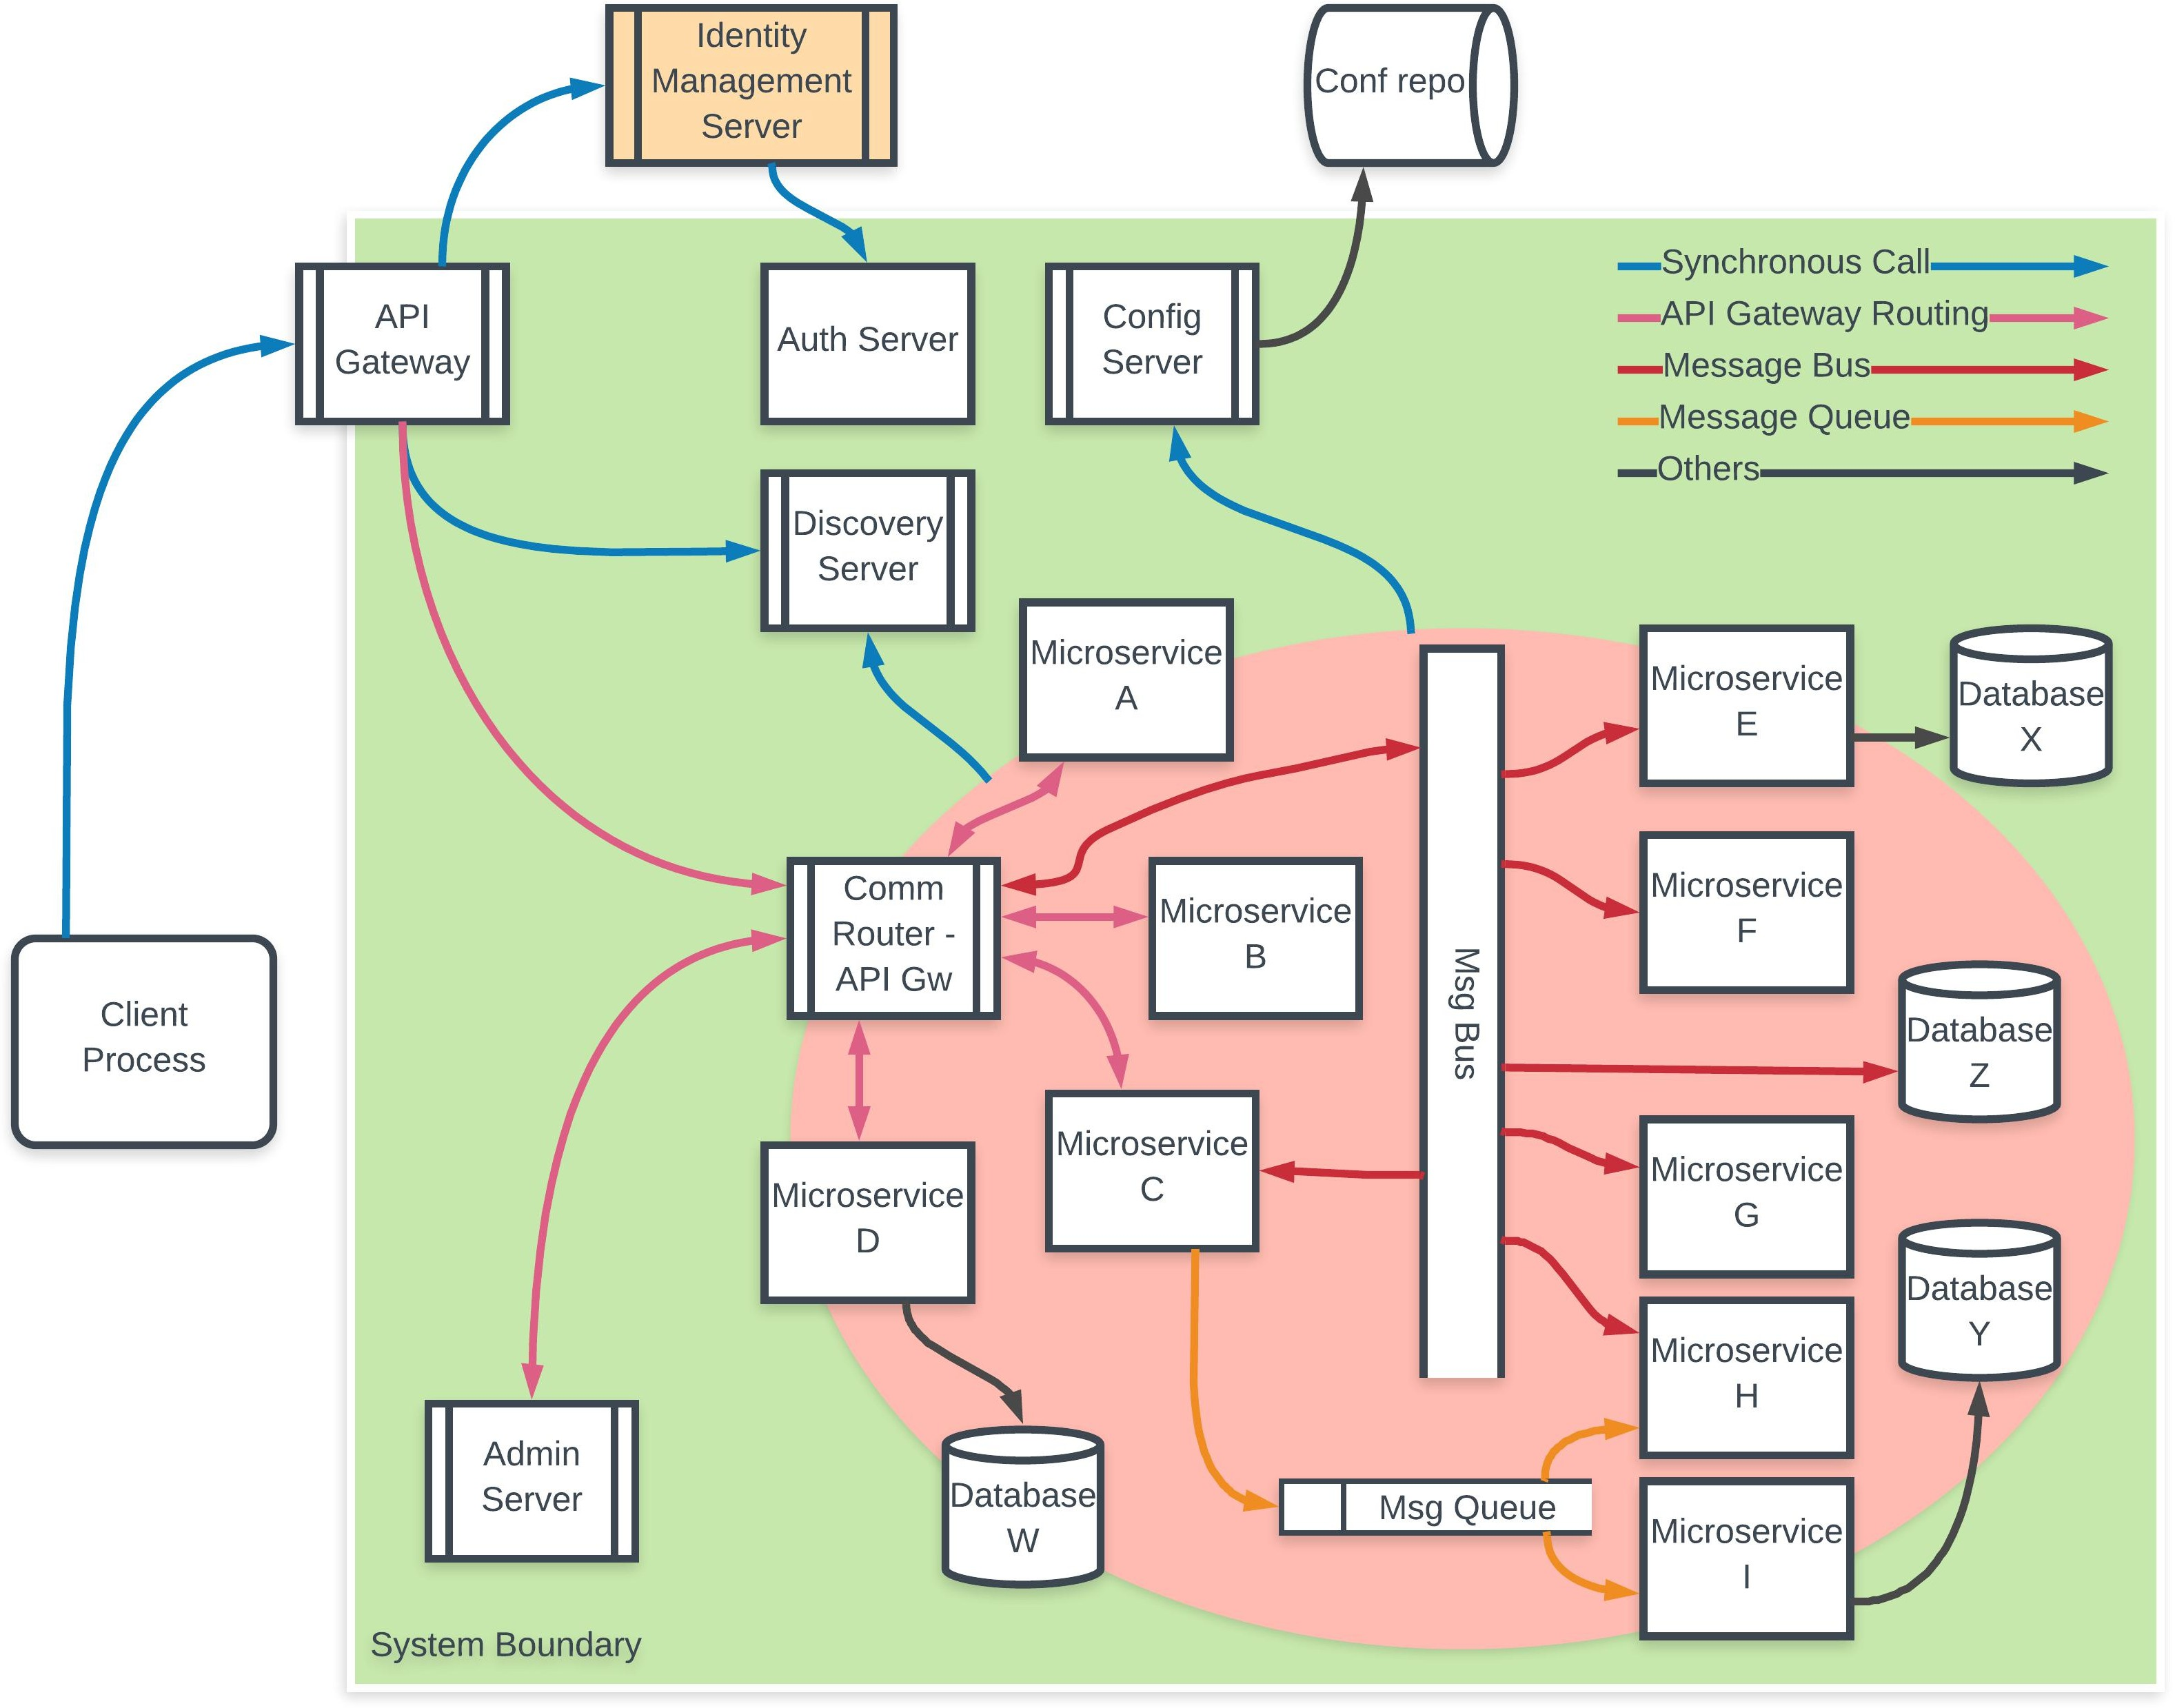 Identity
Management
Server
Conf repo
API
Gateway
Auth Server
Config
Server
Synchronous Call
API Gateway Routing
Message Bus
Message Queue
Others
Discovery
Server
Microservice
A
Microservice
E
Database
X
Comm
Router -
API Gw
Microservice
B
Microservice
F
Msg Bus
Client
Process
Database
Z
Microservice
C
Microservice
D
Microservice
G
Database
Y
Microservice
H
Admin
Server
Database
W
Msg Queue
Microservice
I
System Boundary